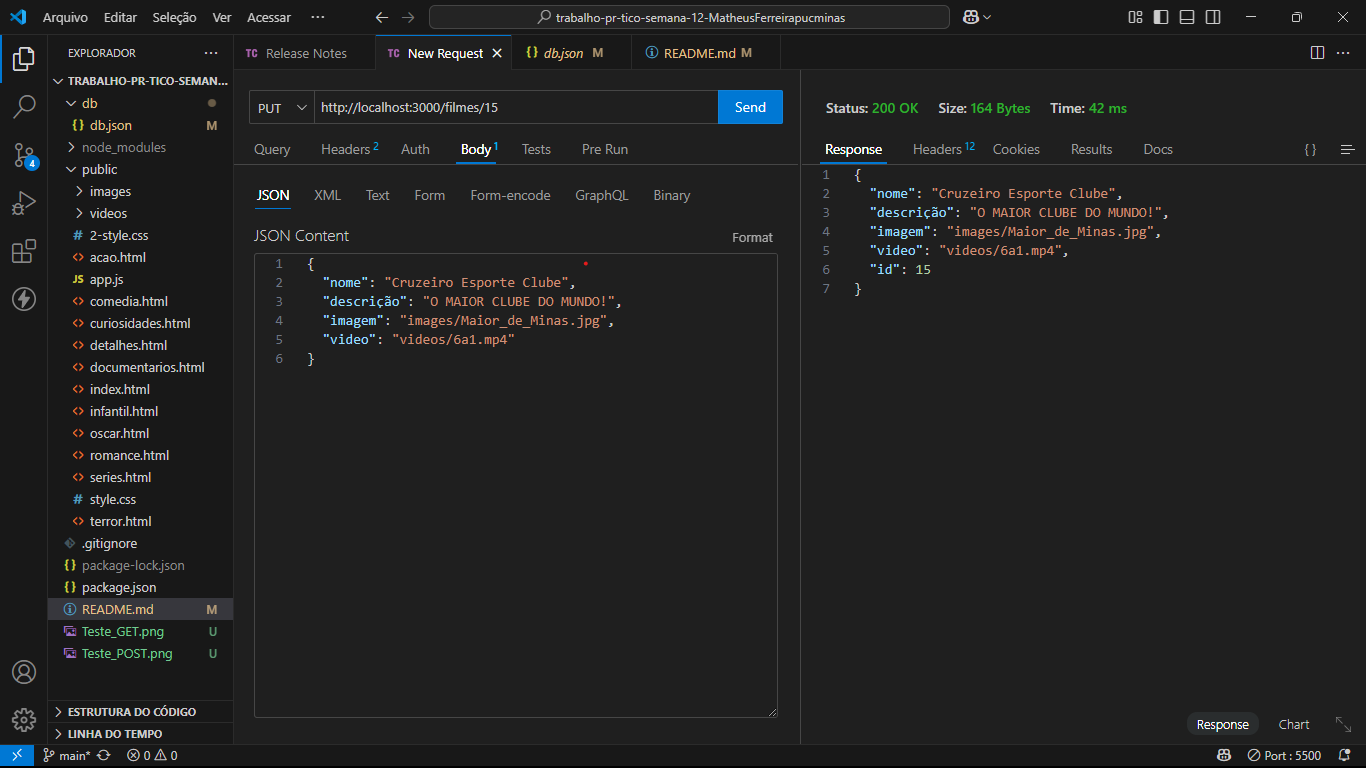 Arquivo Editar Seleção Ver Acessar ···
trabalho-pr-tico-semana-12-MatheusFerreirapucminas
EXPLORADOR ···
TRABALHO-PR-TICO-SEMAN...
db
{} db.json M
node_modules
public
images
videos
# 2-style.css
<> acao.html
JS app.js
<> comedia.html
<> curiosidades.html
<> detalhes.html
<> documentarios.html
<> index.html
<> infantil.html
<> oscar.html
<> romance.html
<> series.html
# style.css
<> terror.html
.gitignore
{} package-lock.json
{} package.json
README.md M
Teste_GET.png U
Teste_POST.png U
ESTRUTURA DO CÓDIGO
LINHA DO TEMPO
4
TC Release Notes
TC New Request
{} db.json M
README.md M
PUT
http://localhost:3000/filmes/15
Send
Query Headers 2 Auth Body 1 Tests Pre Run
JSON XML Text Form Form-encode GraphQL Binary
JSON Content
Format
1 {
2 "nome": "Cruzeiro Esporte Clube",
3 "descrição": "O MAIOR CLUBE DO MUNDO!",
4 "imagem": "images/Maior_de_Minas.jpg",
5 "video": "videos/6a1.mp4"
6 }
Status: 200 OK Size: 164 Bytes Time: 42 ms
Response Headers 12 Cookies Results Docs {}
1 {
2 "nome": "Cruzeiro Esporte Clube",
3 "descrição": "O MAIOR CLUBE DO MUNDO!",
4 "imagem": "images/Maior_de_Minas.jpg",
5 "video": "videos/6a1.mp4",
6 "id": 15
7 }
Response Chart
main* 0 0
Port : 5500